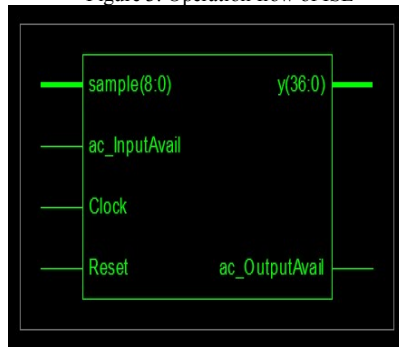 Figure 3. Operation flow of ISE
sample(8:0) y(36:0)
ac_InputAvail
Clock
Reset ac_OutputAvail